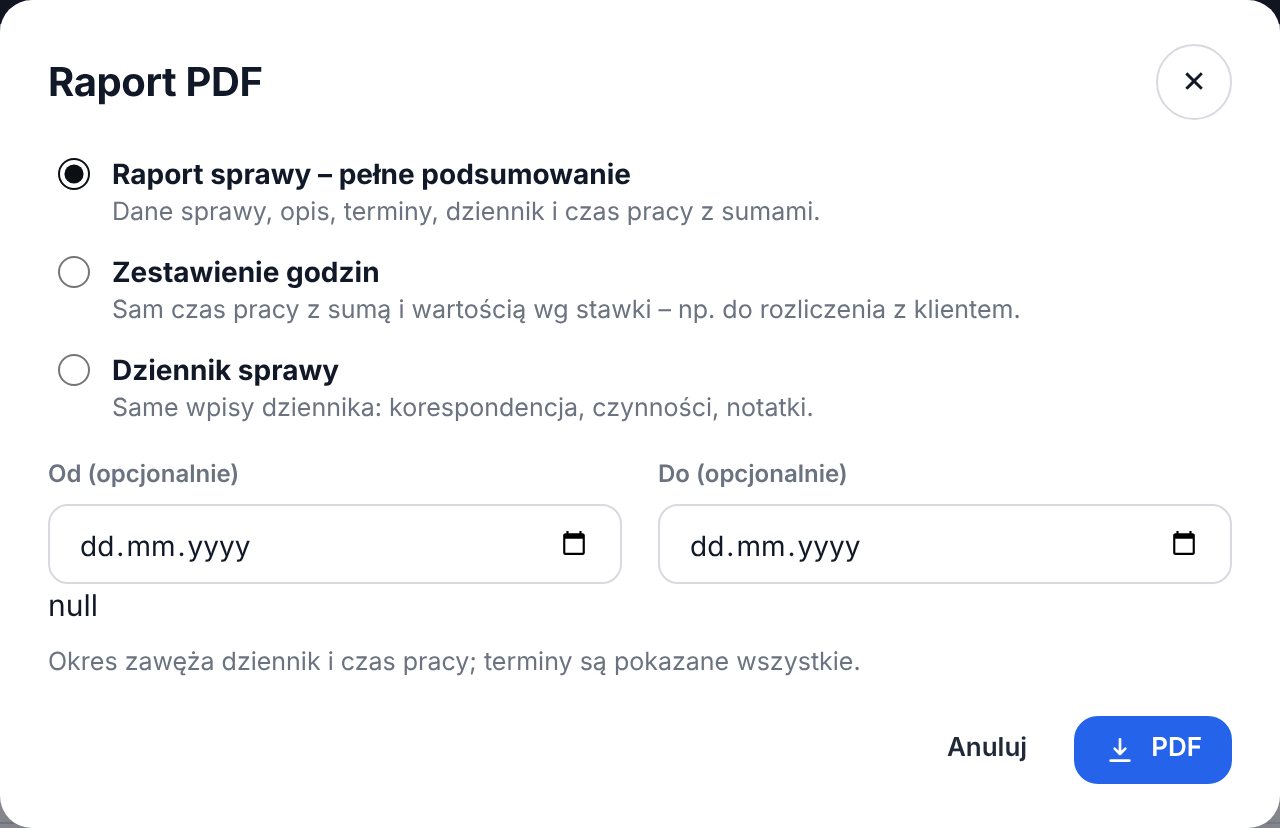 Raport PDF
Raport sprawy – pełne podsumowanie
Dane sprawy, opis, terminy, dziennik i czas pracy z sumami.
Zestawienie godzin
Sam czas pracy z sumą i wartością wg stawki – np. do rozliczenia z klientem.
Dziennik sprawy
Same wpisy dziennika: korespondencja, czynności, notatki.
Od (opcjonalnie)
Do (opcjonalnie)
dd.mm.yyyy
dd.mm.yyyy
null
Okres zawęża dziennik i czas pracy; terminy są pokazane wszystkie.
Anuluj
PDF